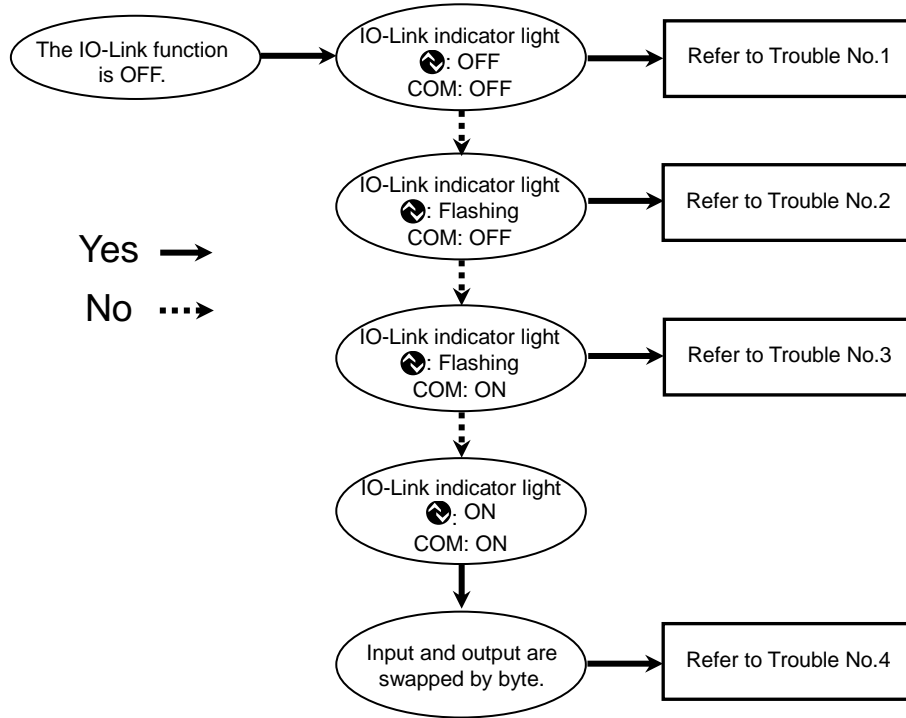 The IO-Link function
is OFF.
IO-Link indicator light
: OFF
COM: OFF
Refer to Trouble No.1
IO-Link indicator light
: Flashing
COM: OFF
Refer to Trouble No.2
Yes
No
IO-Link indicator light
: Flashing
COM: ON
Refer to Trouble No.3
IO-Link indicator light
: ON
COM: ON
Input and output are
swapped by byte.
Refer to Trouble No.4